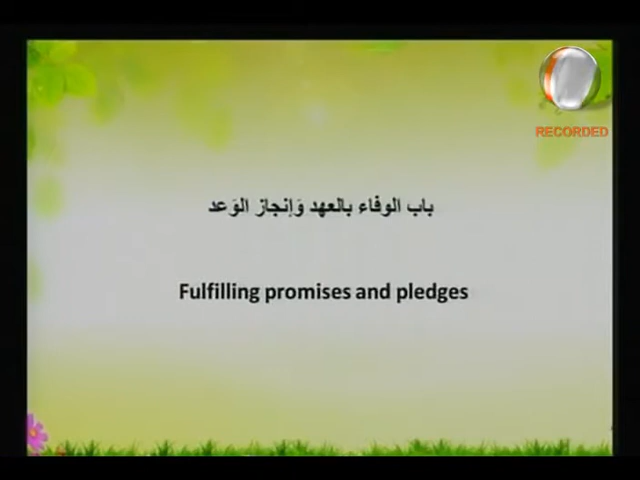 RECORDED
باب الوفاء بالعهد وَإنجاز الوَعد
Fulfilling promises and pledges